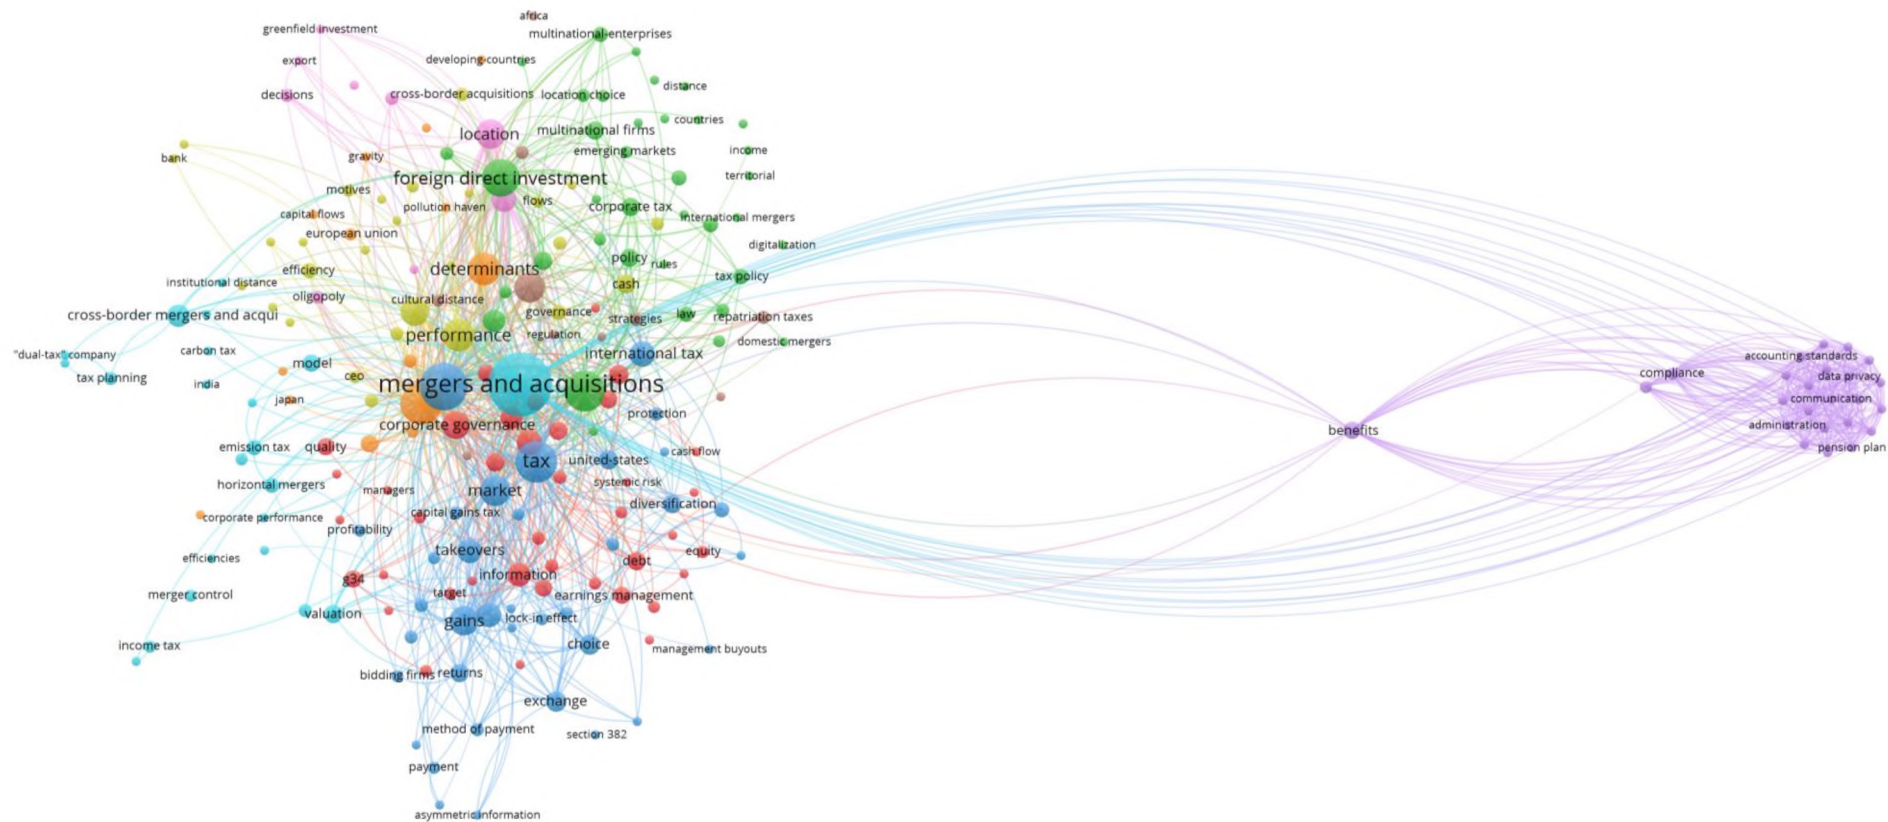 africa
greenfield investment
multinational-enterprises
export
developing-countries
distance
decisions
cross-border acquisitions
location choice
countries
location
multinational firms
bank
gravity
emerging markets
income
foreign direct investment
territorial
motives
pollution haven
flows
corporate tax
capital flows
international mergers
european union
digitalization
policy
rules
efficiency
determinants
tax policy
institutional distance
cash
oligopoly
cultural distance
cross-border mergers and acqui
governance
strategies
law
repatriation taxes
performance
regulation
domestic mergers
"dual-tax" company
carbon tax
international tax
accounting standards
model
compliance
tax planning
india
ceo
mergers and acquisitions
data privacy
japan
communication
protection
corporate governance
benefits
administration
emission tax
quality
tax
united-states
cash flow
pension plan
horizontal mergers
managers
market
systemic risk
corporate performance
capital gains tax
diversification
profitability
efficiencies
takeovers
equity
g34
information
debt
merger control
target
earnings management
valuation
gains
lock-in effect
income tax
choice
management buyouts
bidding firms
returns
exchange
method of payment
section 382
payment
asymmetric information